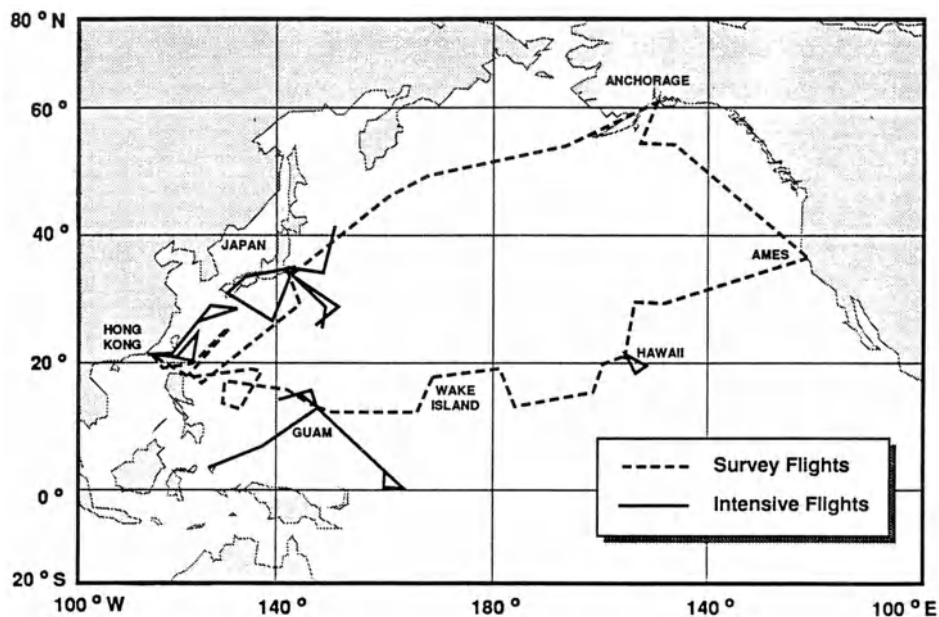 80 ° N
60 °
40 °
20 °
0 °
20 ° S
100 ° W
140 °
180 °
140 °
100 ° E
ANCHORAGE
JAPAN
AMES
HONG
KONG
HAWAII
WAKE
ISLAND
GUAM
Survey Flights
Intensive Flights